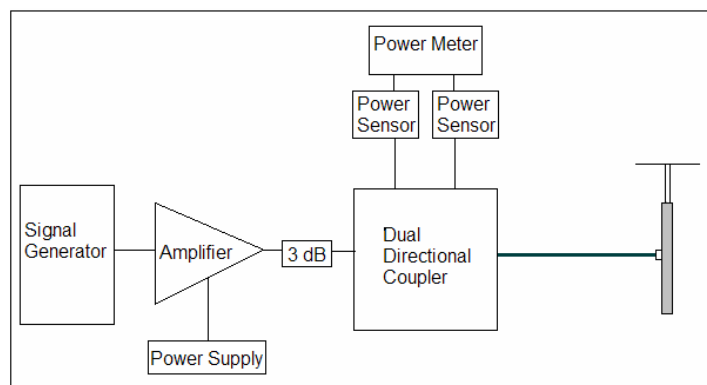 Power Meter
Power
Sensor
Power
Sensor
Signal
Generator
Amplifier
3 dB
Dual
Directional
Coupler
Power Supply